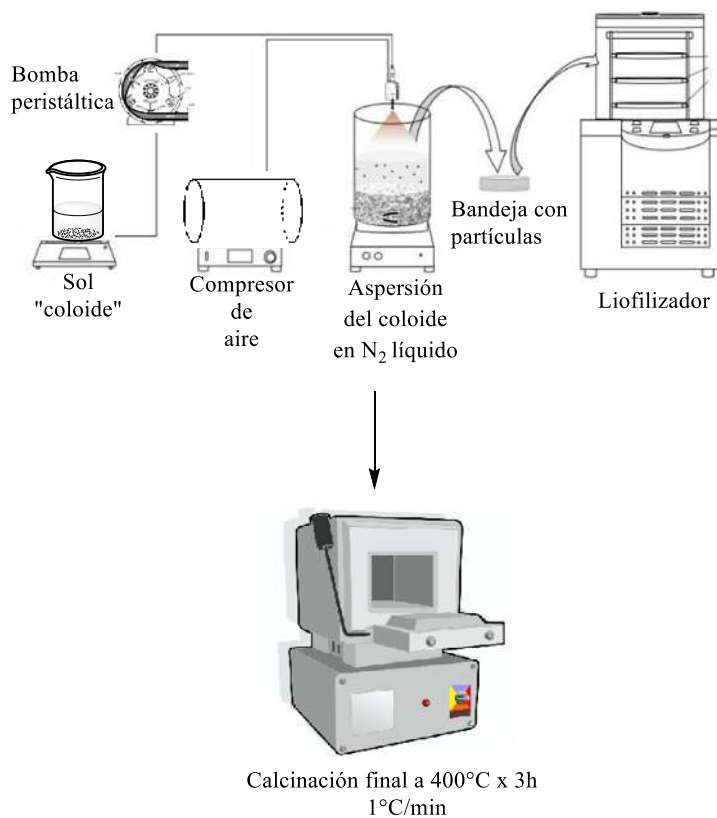 Bomba
peristáltica
Sol
"coloide"
Compresor
de
aire
Aspersión
del coloide
en N₂ líquido
Bandeja con
partículas
Liofilizador
Calcinación final a 400°C x 3h
1°C/min